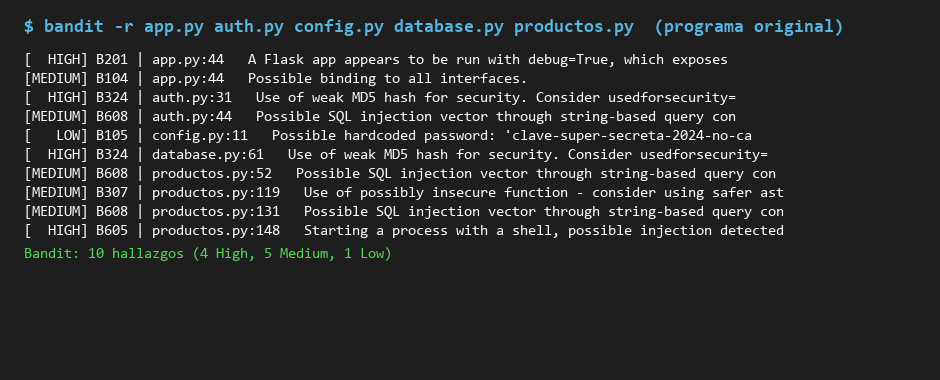 $ bandit -r app.py auth.py config.py database.py productos.py  (programa original)
[  HIGH] B201 | app.py:44   A Flask app appears to be run with debug=True, which exposes
[MEDIUM] B104 | app.py:44   Possible binding to all interfaces.
[  HIGH] B324 | auth.py:31   Use of weak MD5 hash for security. Consider usedforsecurity=
[MEDIUM] B608 | auth.py:44   Possible SQL injection vector through string-based query con
[   LOW] B105 | config.py:11   Possible hardcoded password: 'clave-super-secreta-2024-no-ca
[  HIGH] B324 | database.py:61   Use of weak MD5 hash for security. Consider usedforsecurity=
[MEDIUM] B608 | productos.py:52   Possible SQL injection vector through string-based query con
[MEDIUM] B307 | productos.py:119   Use of possibly insecure function - consider using safer ast
[MEDIUM] B608 | productos.py:131   Possible SQL injection vector through string-based query con
[  HIGH] B605 | productos.py:148   Starting a process with a shell, possible injection detected
Bandit: 10 hallazgos (4 High, 5 Medium, 1 Low)